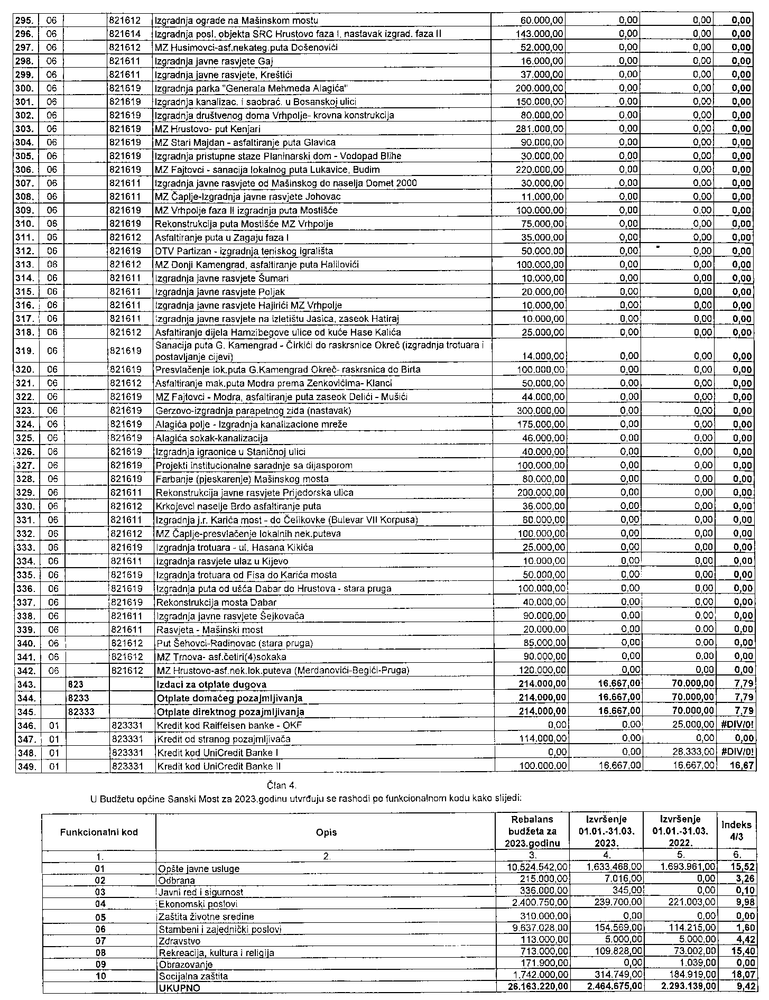 295. 06 821612 Izgradnja ograde na Mašinskom mostu 60.000,00 0,00 0,00 0,00
296. 06 821614 Izgradnja posl. objekta SRC Hrustovo faza I, nastavak izgrad. faza II 143.000,00 0,00 0,00 0,00
297. 06 821612 MZ Husimovci-asf.nekateg.puta Došenovići 52.000,00 0,00 0,00 0,00
298. 06 821611 Izgradnja javne rasvjete Gaj 16.000,00 0,00 0,00 0,00
299. 06 821611 Izgradnja javne rasvjete, Kreštići 37.000,00 0,00 0,00 0,00
300. 06 821619 Izgradnja parka "Generala Mehmeda Alagića" 200.000,00 0,00 0,00 0,00
301. 06 821619 Izgradnja kanalizac. i saobrać. u Bosanskoj ulici 150.000,00 0,00 0,00 0,00
302. 06 821619 Izgradnja društvenog doma Vrhpolje- krovna konstrukcija 80.000,00 0,00 0,00 0,00
303. 06 821619 MZ Hrustovo- put Kenjari 281.000,00 0,00 0,00 0,00
304. 06 821619 MZ Stari Majdan - asfaltiranje puta Glavica 90.000,00 0,00 0,00 0,00
305. 06 821619 Izgradnja pristupne staze Planinarski dom - Vodopad Blihe 30.000,00 0,00 0,00 0,00
306. 06 821619 MZ Fajtovci - sanacija lokalnog puta Lukavice, Budim 220.000,00 0,00 0,00 0,00
307. 06 821611 Izgradnja javne rasvjete od Mašinskog do naselja Domet 2000 30.000,00 0,00 0,00 0,00
308. 06 821611 MZ Čaplje-Izgradnja javne rasvjete Johovac 11.000,00 0,00 0,00 0,00
309. 06 821619 MZ Vrhpolje faza II izgradnja puta Mostišče 100.000,00 0,00 0,00 0,00
310. 06 821619 Rekonstrukcija puta Mostišće MZ Vrhpolje 75.000,00 0,00 0,00 0,00
311. 06 821612 Asfaltiranje puta u Zagaju faza I 35.000,00 0,00 0,00 0,00
312. 06 821619 DTV Partizan - izgradnja teniskog igrališta 50.000,00 0,00 0,00 0,00
313. 06 821612 MZ Donji Kamengrad, asfaltiranje puta Halilovići 100.000,00 0,00 0,00 0,00
314. 06 821611 Izgradnja javne rasvjete Šumari 10.000,00 0,00 0,00 0,00
315. 06 821611 Izgradnja javne rasvjete Poljak 20.000,00 0,00 0,00 0,00
316. 06 821611 Izgradnja javne rasvjete Hajirići MZ Vrhpolje 10.000,00 0,00 0,00 0,00
317. 06 821611 Izgradnja javne rasvjete na izletištu Jasica, zaseok Hatiraj 10.000,00 0,00 0,00 0,00
318. 06 821612 Asfaltiranje dijela Hamzibegove ulice od kuće Hase Kalića 25.000,00 0,00 0,00 0,00
319. 06 821619 Sanacija puta G. Kamengrad - Čirkići do raskrsnice Okreč (izgradnja trotuara i
postavljanje cijevi) 14.000,00 0,00 0,00 0,00
320. 06 821619 Presvlačenje lok.puta G.Kamengrad Okreč- raskrsnica do Birta 100.000,00 0,00 0,00 0,00
321. 06 821612 Asfaltiranje mak.puta Modra prema Zenkovićima- Klanci 50.000,00 0,00 0,00 0,00
322. 06 821619 MZ Fajtovci - Modra, asfaltiranje puta zaseok Delići - Mušići 44.000,00 0,00 0,00 0,00
323. 06 821619 Gerzovo-izgradnja parapetnog zida (nastavak) 300.000,00 0,00 0,00 0,00
324. 06 821619 Alagića polje - Izgradnja kanalizacione mreže 175.000,00 0,00 0,00 0,00
325. 06 821619 Alagića sokak-kanalizacija 46.000,00 0,00 0,00 0,00
326. 06 821619 Izgradnja igraonice u Staničnoj ulici 40.000,00 0,00 0,00 0,00
327. 06 821619 Projekti institucionalne saradnje sa dijasporom 100.000,00 0,00 0,00 0,00
328. 06 821619 Farbanje (pjeskarenje) Mašinskog mosta 80.000,00 0,00 0,00 0,00
329. 06 821611 Rekonstrukcija javne rasvjete Prijedorska ulica 200.000,00 0,00 0,00 0,00
330. 06 821612 Krkojevci naselje Brdo asfaltiranje puta 36.000,00 0,00 0,00 0,00
331. 06 821611 Izgradnja j.r. Karića most - do Čelikovke (Bulevar VII Korpusa) 80.000,00 0,00 0,00 0,00
332. 06 821612 MZ Čaplje-presvlačenje lokalnih nek.puteva 100.000,00 0,00 0,00 0,00
333. 06 821619 Izgradnja trotuara - ul. Hasana Kikića 25.000,00 0,00 0,00 0,00
334. 06 821611 Izgradnja rasvjete ulaz u Kijevo 10.000,00 0,00 0,00 0,00
335. 06 821619 Izgradnja trotuara od Fisa do Karića mosta 50.000,00 0,00 0,00 0,00
336. 06 821619 Izgradnja puta od ušća Dabar do Hrustova - stara pruga 100.000,00 0,00 0,00 0,00
337. 06 821619 Rekonstrukcija mosta Dabar 40.000,00 0,00 0,00 0,00
338. 06 821611 Izgradnja javne rasvjete Šejkovača 90.000,00 0,00 0,00 0,00
339. 06 821611 Rasvjeta - Mašinski most 20.000,00 0,00 0.00 0,00
340. 06 821612 Put Šehovci-Radinovac (stara pruga) 85.000,00 0,00 0,00 0,00
341. 06 821612 MZ Trnova- asf.četiri(4)sokaka 90.000,00 0,00 0,00 0,00
342. 06 821612 MZ Hrustovo-asf.nek.lok.puteva (Merdanovići-Begići-Pruga) 120.000,00 0,00 0,00 0,00
343. 823 Izdaci za otplate dugova 214.000,00 16.667,00 70.000,00 7,79
344. 8233 Otplate domaćeg pozajmljivanja 214.000,00 16.667,00 70.000,00 7,79
345. 82333 Otplate direktnog pozajmljivanja 214.000,00 16.667,00 70.000,00 7,79
346. 01 823331 Kredit kod Raiffeisen banke - OKF 0,00 0,00 25.000,00 #DIV/0!
347. 01 823331 Kredit od stranog pozajmljivača 114.000,00 0,00 0,00 0,00
348. 01 823331 Kredit kod UniCredit Banke I 0,00 0,00 28.333,00 #DIV/0!
349. 01 823331 Kredit kod UniCredit Banke II 100.000,00 16.667,00 16.667,00 16,67
Član 4.
U Budžetu općine Sanski Most za 2023.godinu utvrđuju se rashodi po funkcionalnom kodu kako slijedi:
Funkcionalni kod Opis Rebalans budžeta za 2023.godinu Izvršenje 01.01.-31.03. 2023. Izvršenje 01.01.-31.03. 2022. Indeks 4/3
1. 2. 3. 4. 5. 6.
01 Opšte javne usluge 10.524.542,00 1.633.468,00 1.693.961,00 15,52
02 Odbrana 215.000,00 7.016,00 0,00 3,26
03 Javni red i sigurnost 336.000,00 345,00 0,00 0,10
04 Ekonomski poslovi 2.400.750,00 239.700,00 221.003,00 9,98
05 Zaštita životne sredine 310.000,00 0,00 0,00 0,00
06 Stambeni i zajednički poslovi 9.637.028,00 154.569,00 114.215,00 1,60
07 Zdravstvo 113.000,00 5.000,00 5.000,00 4,42
08 Rekreacija, kultura i religija 713.000,00 109.828,00 73.002,00 15,40
09 Obrazovanje 171.900,00 0,00 1.039,00 0,00
10 Socijalna zaštita 1.742.000,00 314.749,00 184.919,00 18,07
UKUPNO 26.163.220,00 2.464.675,00 2.293.139,00 9,42